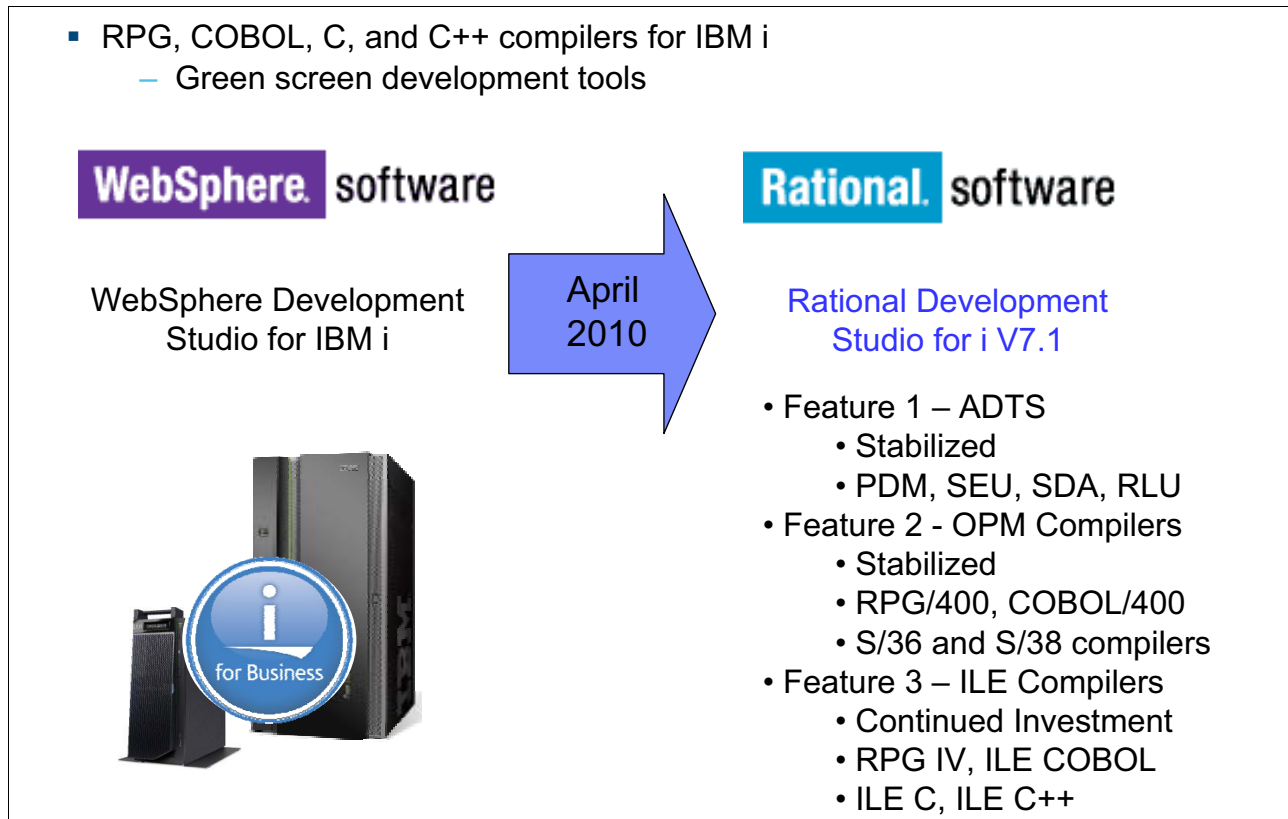 ▪ RPG, COBOL, C, and C++ compilers for IBM i
– Green screen development tools
WebSphere. software
Rational. software
WebSphere Development
Studio for IBM i
April
2010
Rational Development
Studio for i V7.1
• Feature 1 – ADTS
• Stabilized
• PDM, SEU, SDA, RLU
• Feature 2 - OPM Compilers
• Stabilized
• RPG/400, COBOL/400
• S/36 and S/38 compilers
• Feature 3 – ILE Compilers
• Continued Investment
• RPG IV, ILE COBOL
• ILE C, ILE C++
i
for Business
IBM